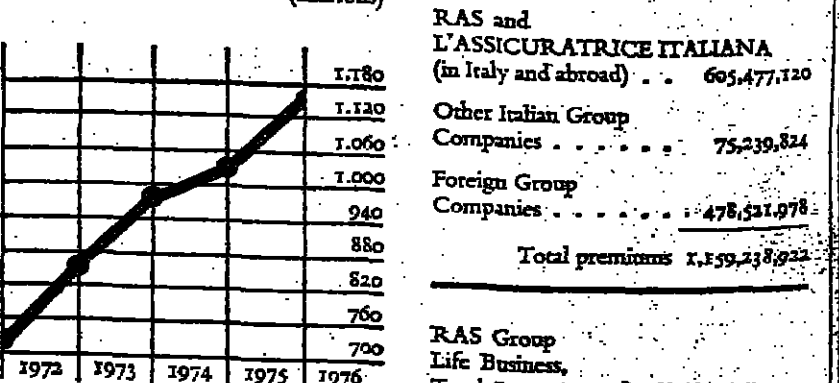 1.180
1.120
1.060
1.000
940
880
820
760
700
1972 1973 1974 1975 1976
RAS and
L'ASSICURATRICE ITALIANA
(in Italy and abroad) . . 605,477,120
Other Italian Group
Companies . . . . . . 75,239,824
Foreign Group
Companies . . . . . . 478,521,978
Total premiums 1,159,238,922
RAS Group
Life Business,